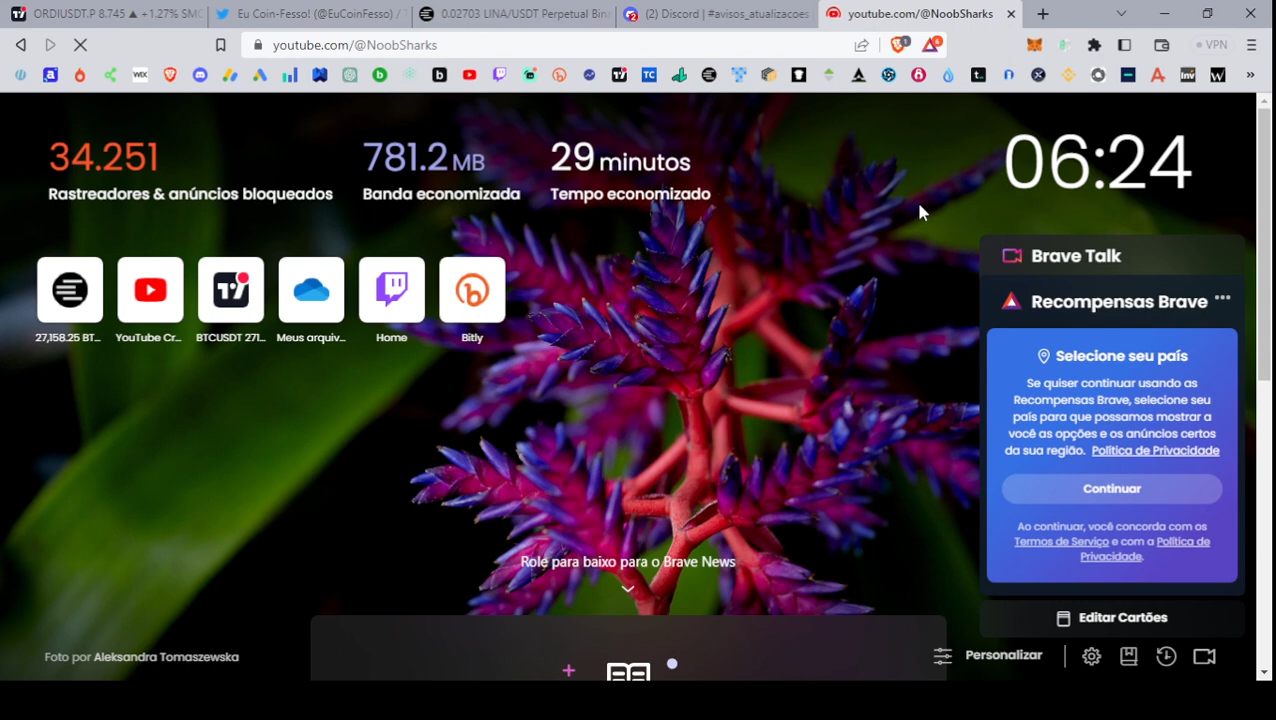 ORDIUSDT.P 8.745 ▲ +1.27% SMC
Eu Coin-Fesso! (@EuCoinFesso) /
0.02703 LINA/USDT Perpetual Bin
(2) Discord | #avisos_atualizacoes
youtube.com/@NoobSharks
youtube.com/@NoobSharks
VPN
34.251
Rastreadores & anúncios bloqueados
781.2 MB
Banda economizada
29 minutos
Tempo economizado
06:24
27,158.25 BT...
YouTube Cr...
BTCUSDT 271...
Meus arquiv...
Home
Bitly
Brave Talk
Recompensas Brave
Selecione seu país
Se quiser continuar usando as
Recompensas Brave, selecione seu
país para que possamos mostrar a
você as opções e os anúncios certos
da sua região. Política de Privacidade
Continuar
Ao continuar, você concorda com os
Termos de Serviço e com a Política de
Privacidade.
Editar Cartões
Role para baixo para o Brave News
Foto por Aleksandra Tomaszewska
Personalizar